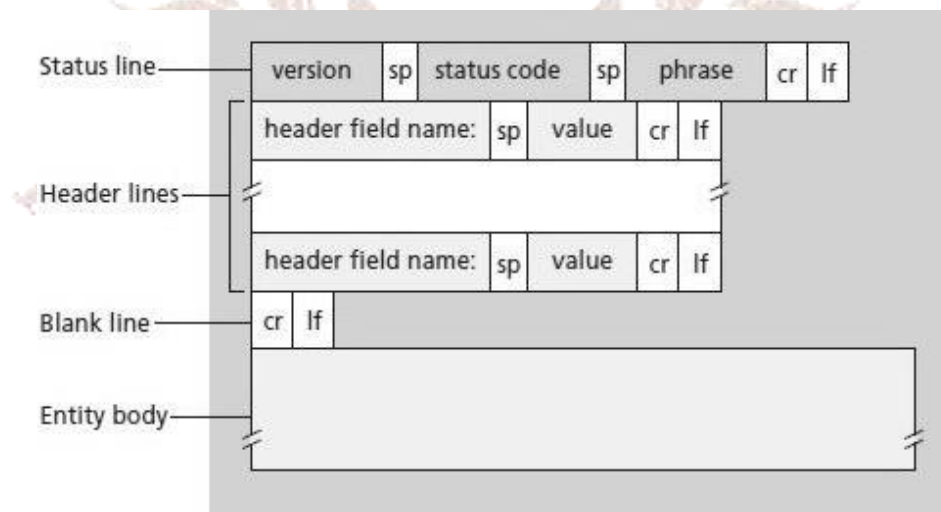 Status line version sp status code sp phrase cr lf
header field name: sp value cr lf
Header lines
header field name: sp value cr lf
Blank line cr lf
Entity body